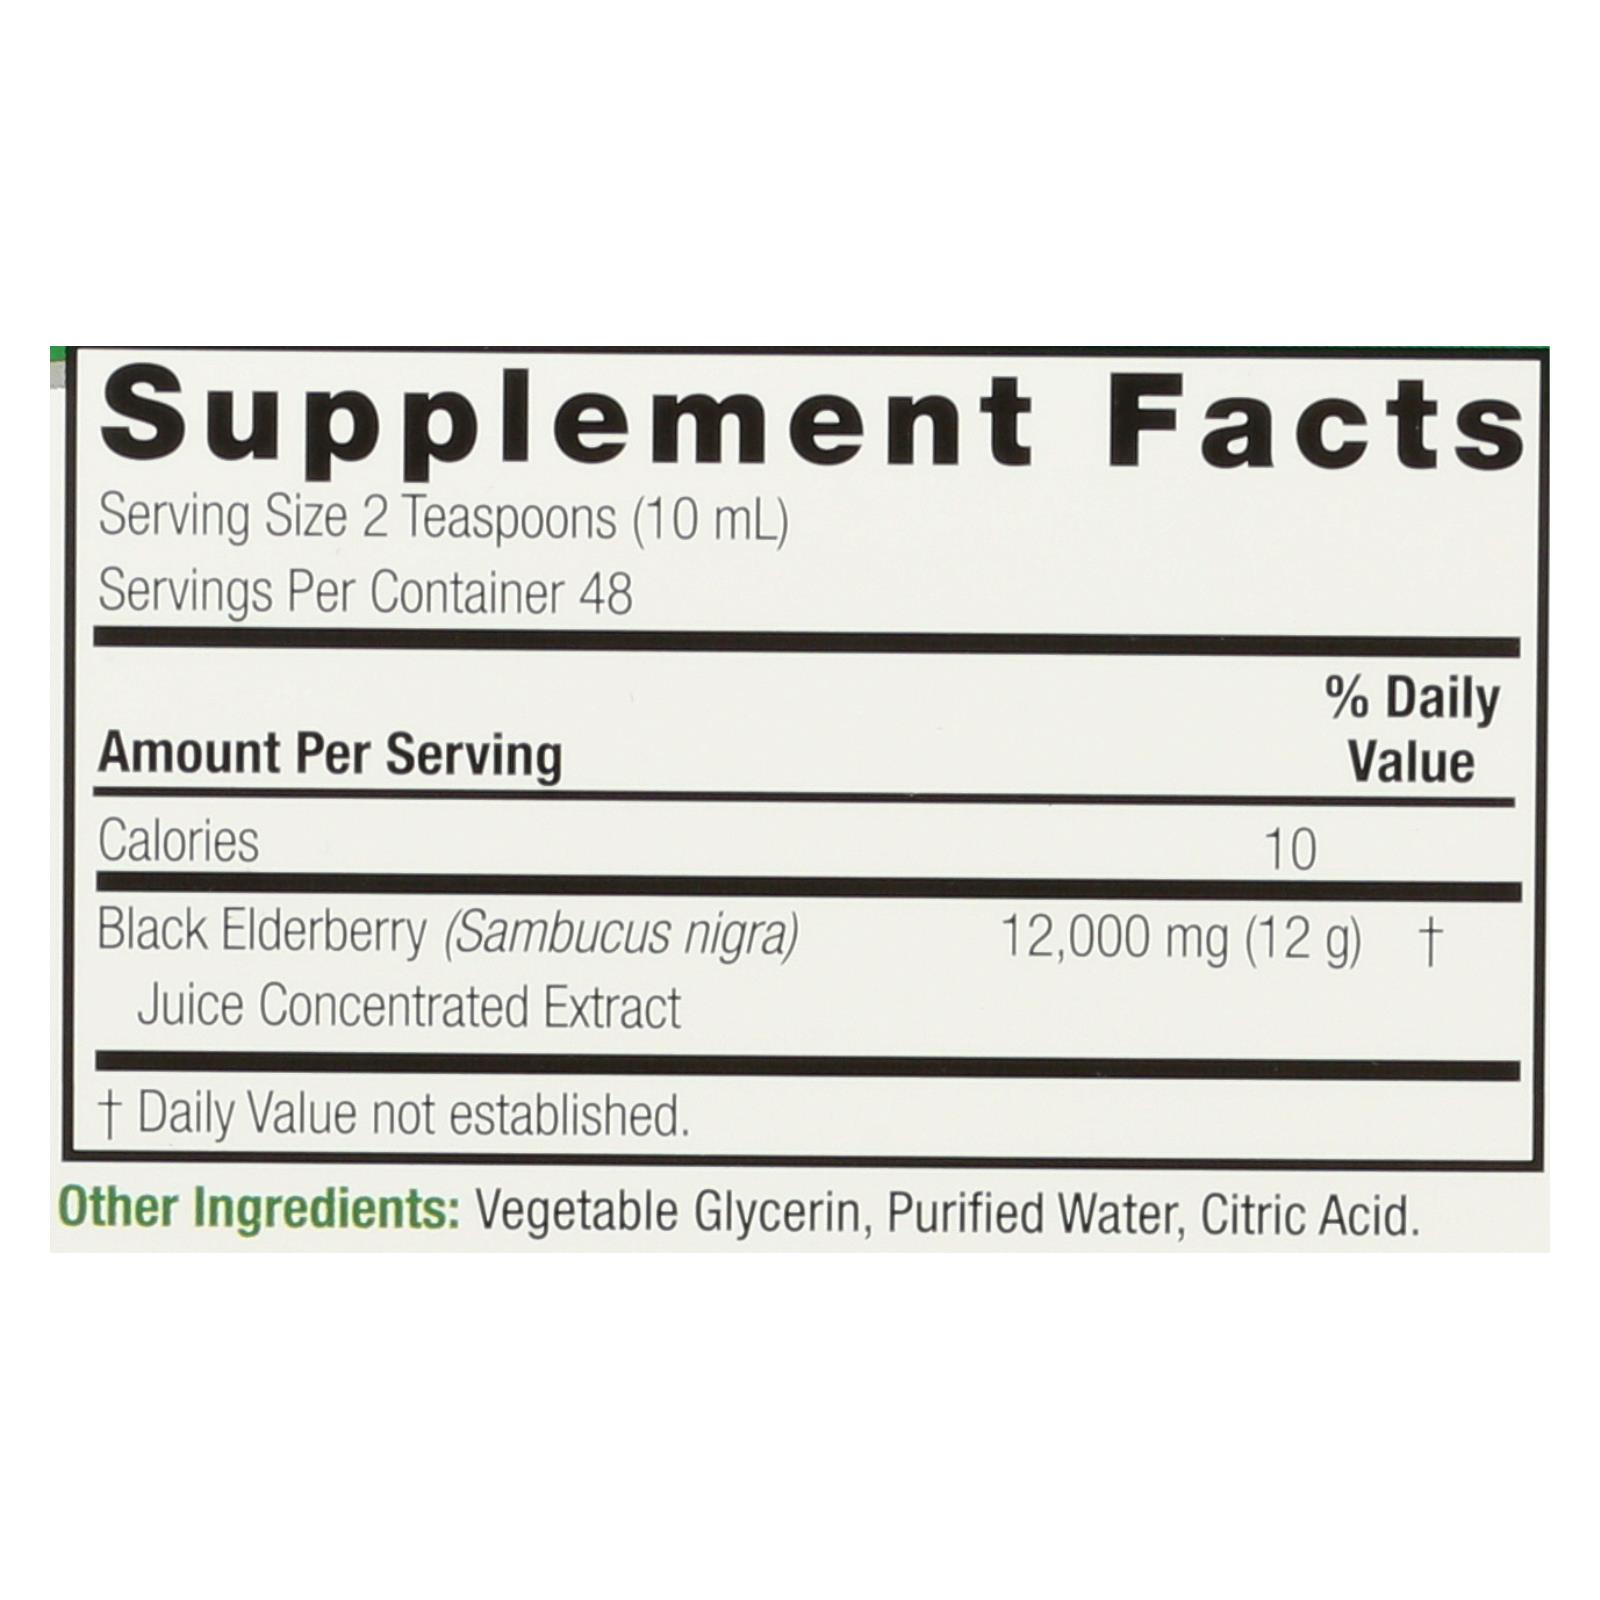 Supplement Facts
Serving Size 2 Teaspoons (10 mL)
Servings Per Container 48
% Daily
Amount Per Serving Value
Calories 10
Black Elderberry (Sambucus nigra) 12,000 mg (12 g) †
Juice Concentrated Extract
† Daily Value not established.
Other Ingredients: Vegetable Glycerin, Purified Water, Citric Acid.